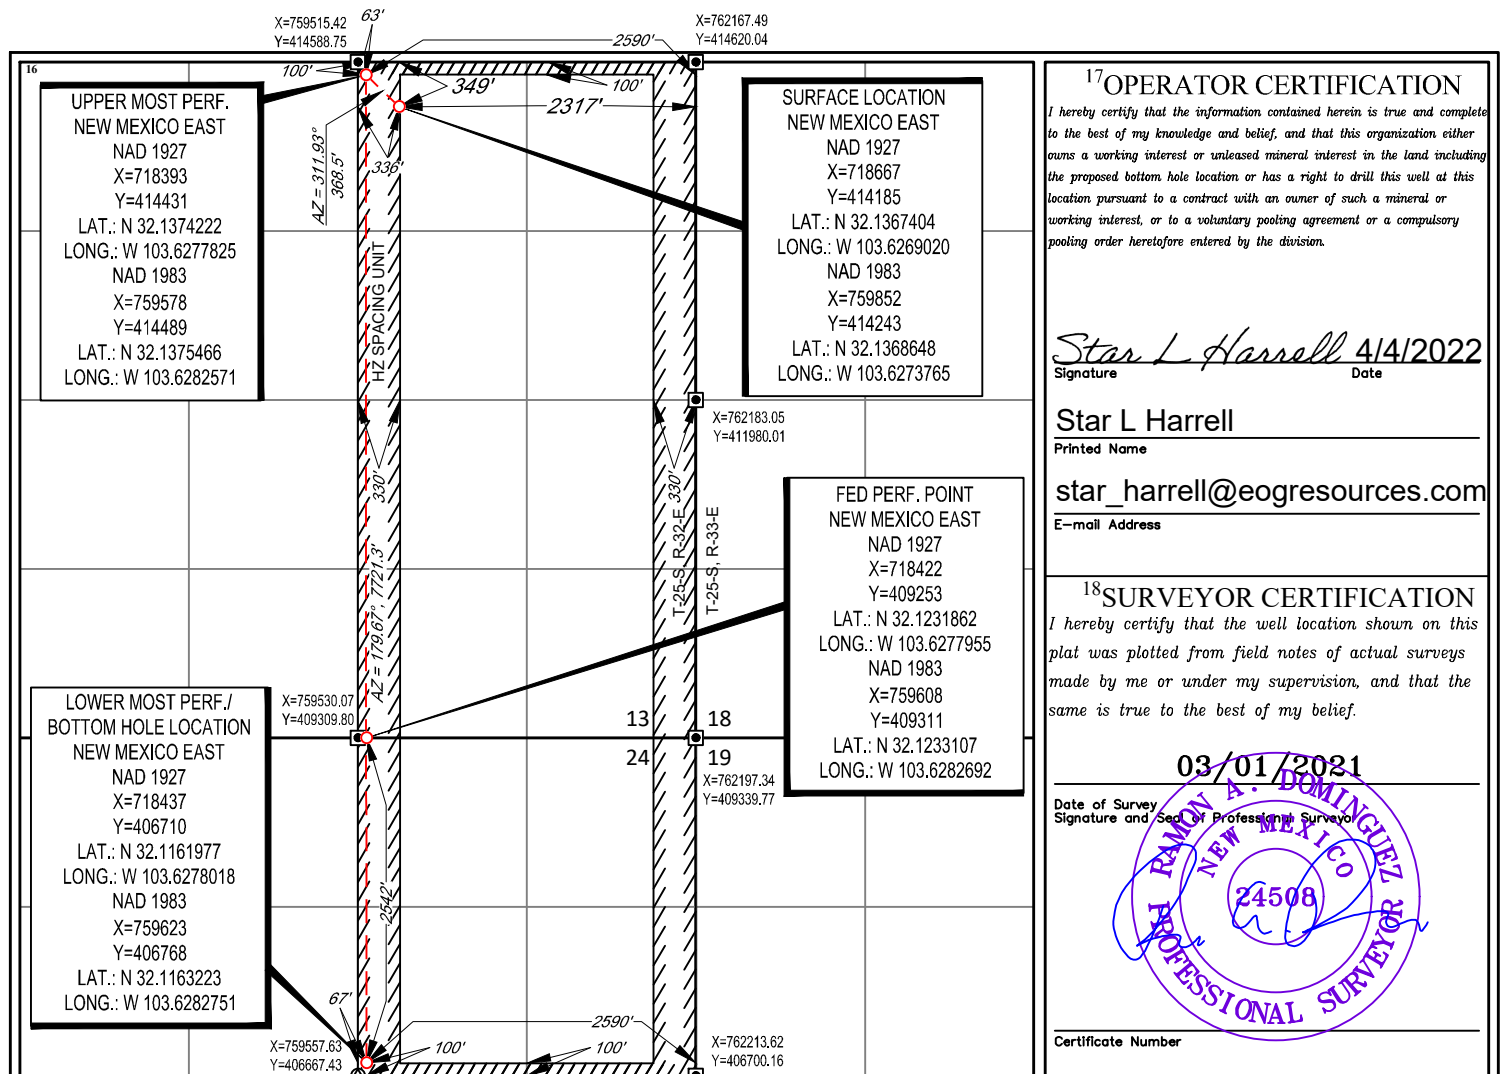 X=759515.42
Y=414588.75
63'
X=762167.49
Y=414620.04
2590'
16
100'
349'
100'
2317'
336'
AZ = 311.93°
368.5'
UPPER MOST PERF.
NEW MEXICO EAST
NAD 1927
X=718393
Y=414431
LAT.: N 32.1374222
LONG.: W 103.6277825
NAD 1983
X=759578
Y=414489
LAT.: N 32.1375466
LONG.: W 103.6282571
SURFACE LOCATION
NEW MEXICO EAST
NAD 1927
X=718667
Y=414185
LAT.: N 32.1367404
LONG.: W 103.6269020
NAD 1983
X=759852
Y=414243
LAT.: N 32.1368648
LONG.: W 103.6273765
HZ SPACING UNIT
X=762183.05
Y=411980.01
330'
330'
T-25-S, R-32-E
T-25-S, R-33-E
AZ = 179.67°, 7721.3'
FED PERF. POINT
NEW MEXICO EAST
NAD 1927
X=718422
Y=409253
LAT.: N 32.1231862
LONG.: W 103.6277955
NAD 1983
X=759608
Y=409311
LAT.: N 32.1233107
LONG.: W 103.6282692
X=759530.07
Y=409309.80
13
18
24
19
X=762197.34
Y=409339.77
LOWER MOST PERF./
BOTTOM HOLE LOCATION
NEW MEXICO EAST
NAD 1927
X=718437
Y=406710
LAT.: N 32.1161977
LONG.: W 103.6278018
NAD 1983
X=759623
Y=406768
LAT.: N 32.1163223
LONG.: W 103.6282751
2542'
67'
2590'
X=759557.63
Y=406667.43
100'
100'
X=762213.62
Y=406700.16
17 OPERATOR CERTIFICATION
I hereby certify that the information contained herein is true and complete
to the best of my knowledge and belief, and that this organization either
owns a working interest or unleased mineral interest in the land including
the proposed bottom hole location or has a right to drill this well at this
location pursuant to a contract with an owner of such a mineral or
working interest, or to a voluntary pooling agreement or a compulsory
pooling order heretofore entered by the division.
Star L Harrell 4/4/2022
Signature Date
Star L Harrell
Printed Name
star_harrell@eogresources.com
E-mail Address
18 SURVEYOR CERTIFICATION
I hereby certify that the well location shown on this
plat was plotted from field notes of actual surveys
made by me or under my supervision, and that the
same is true to the best of my belief.
03/01/2021
Date of Survey
Signature and Seal of Professional Surveyor
RAMON A. DOMINGUEZ
NEW MEXICO
24508
PROFESSIONAL SURVEYOR
Certificate Number